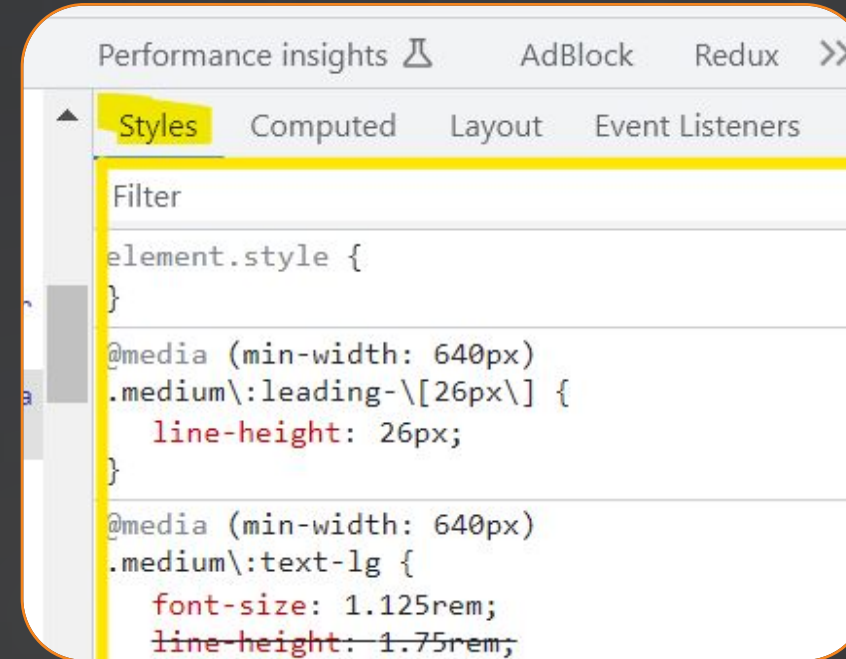 Performance insights AdBlock Redux >>
Styles Computed Layout Event Listeners
Filter
element.style {
}
@media (min-width: 640px)
.medium\:leading-\[26px\] {
line-height: 26px;
}
@media (min-width: 640px)
.medium\:text-lg {
font-size: 1.125rem;
line-height: 1.75rem;